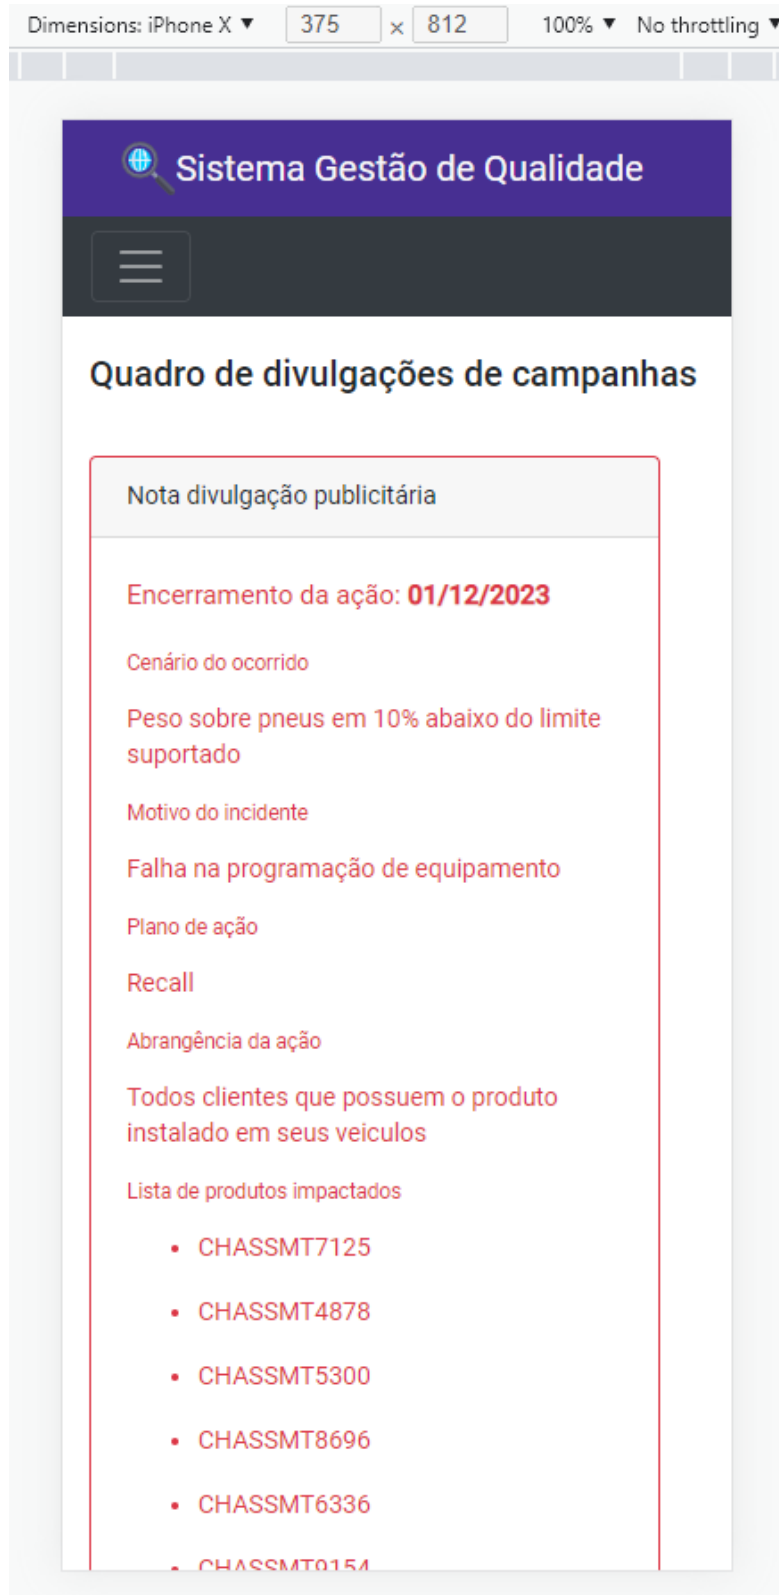 Dimensions: iPhone X ▼ 375 × 812 100% ▼ No throttling ▼
Sistema Gestão de Qualidade
Quadro de divulgações de campanhas
Nota divulgação publicitária
Encerramento da ação: 01/12/2023
Cenário do ocorrido
Peso sobre pneus em 10% abaixo do limite
suportado
Motivo do incidente
Falha na programação de equipamento
Plano de ação
Recall
Abrangência da ação
Todos clientes que possuem o produto
instalado em seus veiculos
Lista de produtos impactados
• CHASSMT7125
• CHASSMT4878
• CHASSMT5300
• CHASSMT8696
• CHASSMT6336
• CHASSMT9154